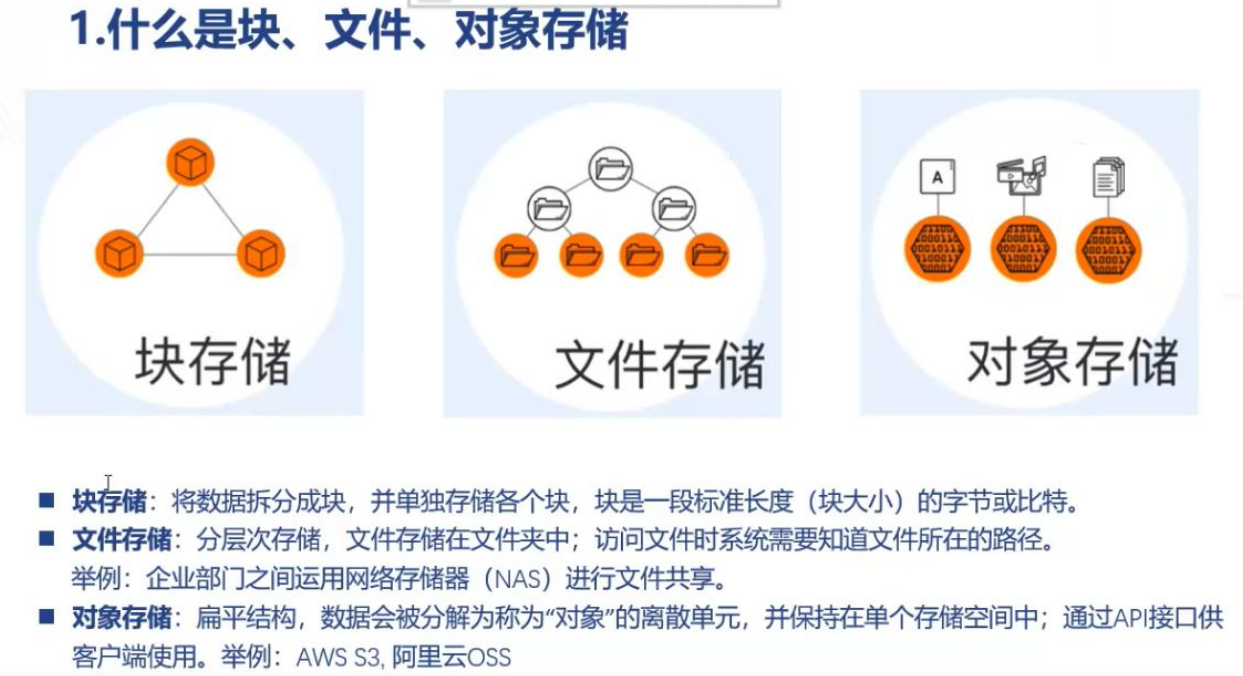 1.什么是块、文件、对象存储
A
块存储
文件存储
对象存储
块存储：将数据拆分成块，并单独存储各个块，块是一段标准长度（块大小）的字节或比特。
文件存储：分层次存储，文件存储在文件夹中；访问文件时系统需要知道文件所在的路径。
举例：企业部门之间运用网络存储器（NAS）进行文件共享。
对象存储：扁平结构，数据会被分解为称为“对象”的离散单元，并保持在单个存储空间中；通过API接口供
客户端使用。举例：AWS S3, 阿里云OSS